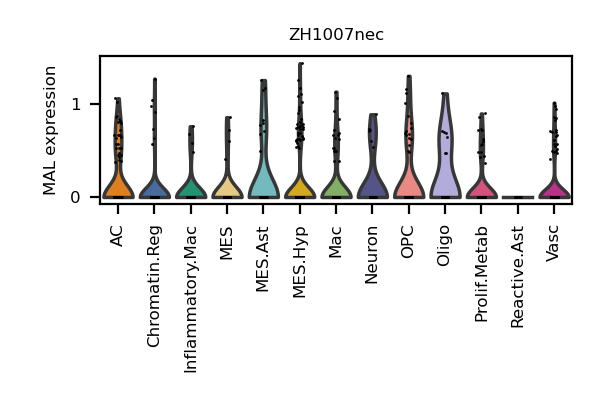 ZH1007nec
MAL expression
1
0
AC
Chromatin.Reg
Inflammatory.Mac
MES
MES.Ast
MES.Hyp
Mac
Neuron
OPC
Oligo
Prolif.Metab
Reactive.Ast
Vasc